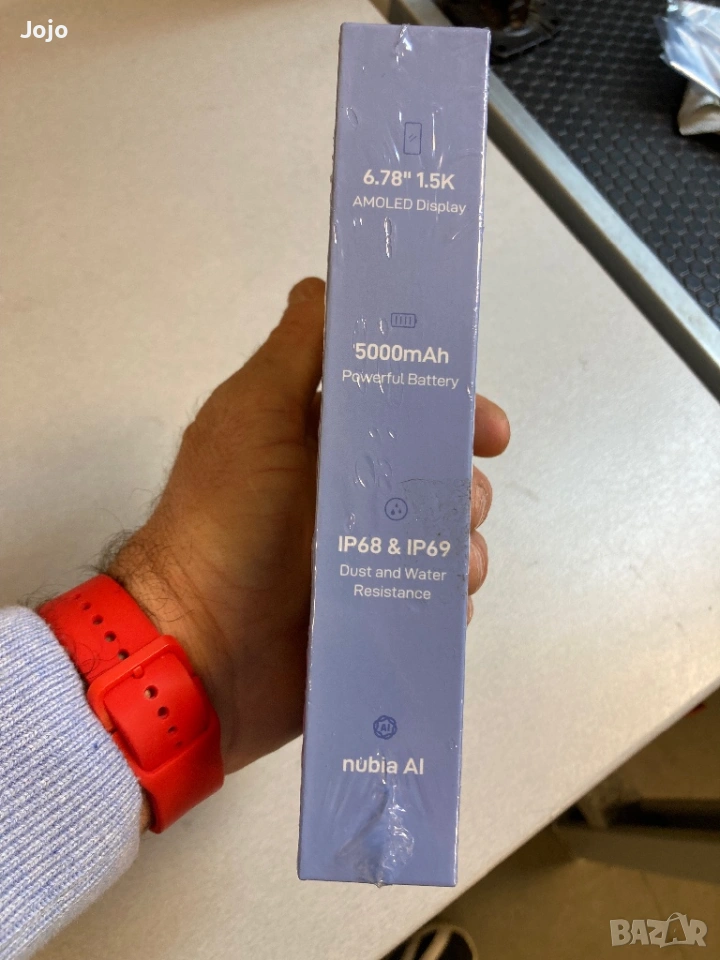 Jojo
6.78" 1.5K
AMOLED Display
5000mAh
Powerful Battery
IP68 & IP69
Dust and Water
Resistance
AI
nubia AI
BAZAR